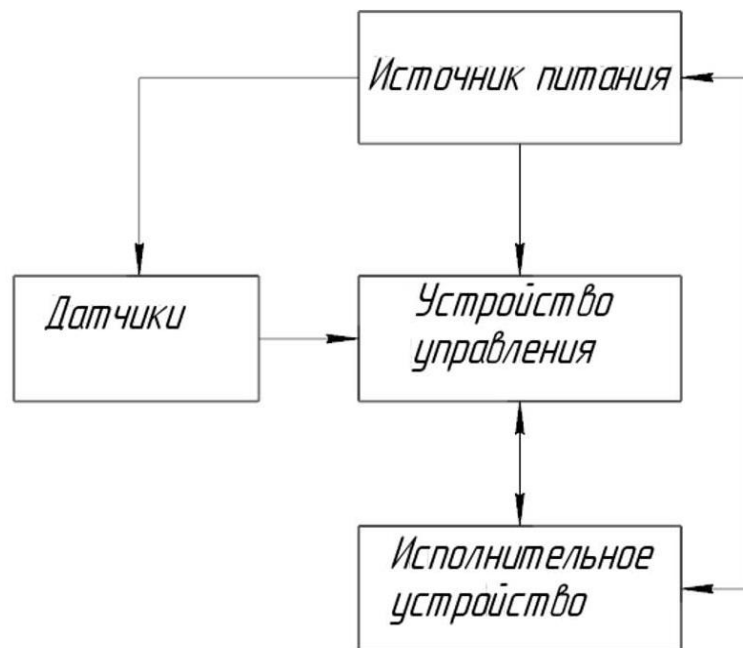 Источник питания
Датчики
Устройство
управления
Исполнительное
устройство